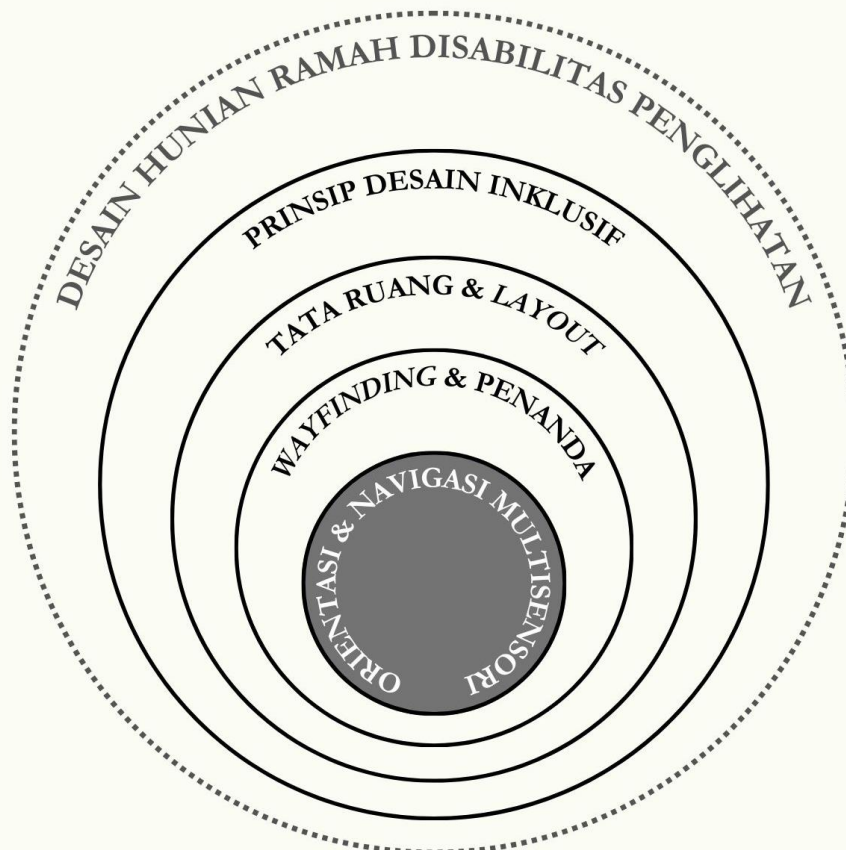 DESAIN HUNIAN RAMAH DISABILITAS PENGLIHATAN
PRINSIP DESAIN INKLUSIF
TATA RUANG & LAYOUT
WAYFINDING & PENANDA
ORIENTASI & NAVIGASI MULTISENSORI